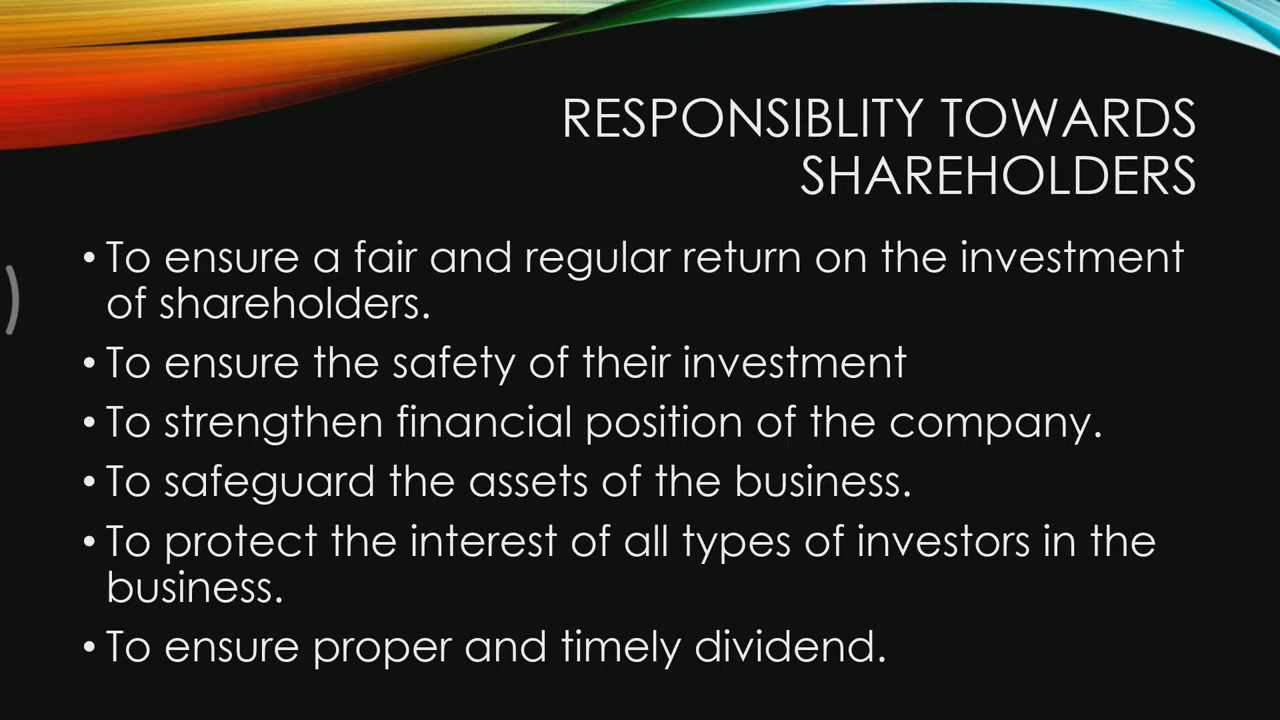 RESPONSIBLITY TOWARDS
SHAREHOLDERS
• To ensure a fair and regular return on the investment
of shareholders.
• To ensure the safety of their investment
• To strengthen financial position of the company.
• To safeguard the assets of the business.
• To protect the interest of all types of investors in the
business.
• To ensure proper and timely dividend.